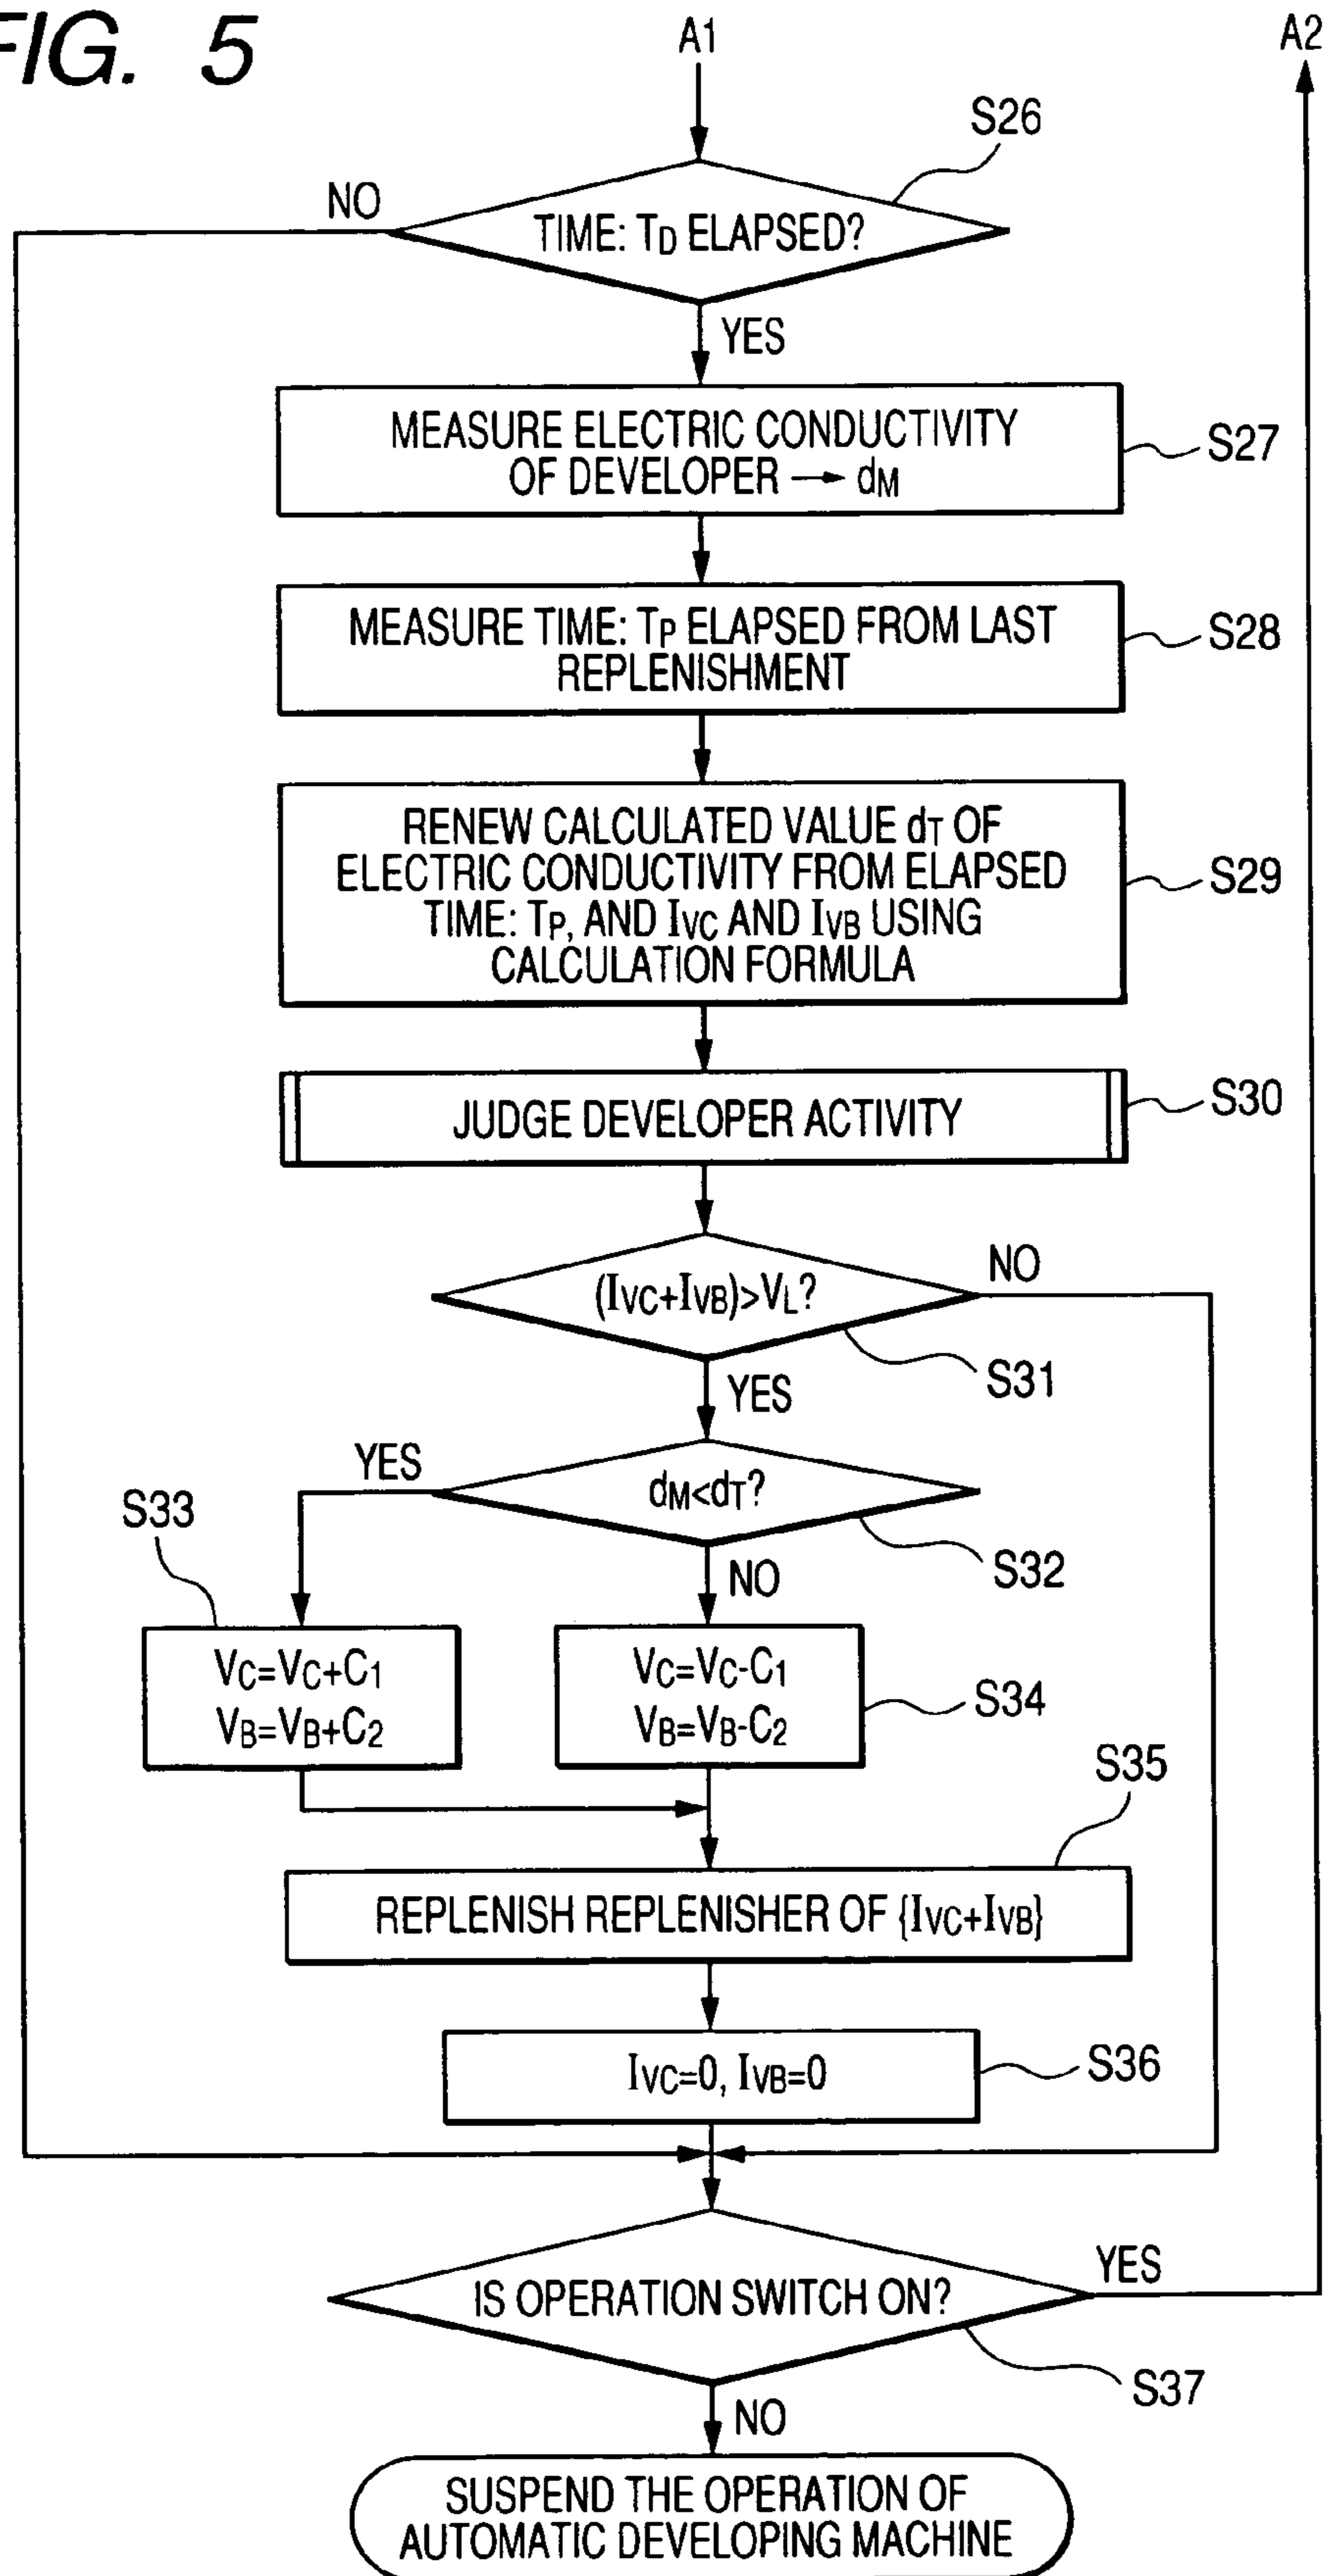 FIG. 5
A1
A2
S26
NO
TIME: TD ELAPSED?
YES
MEASURE ELECTRIC CONDUCTIVITY
OF DEVELOPER → dM
S27
MEASURE TIME: TP ELAPSED FROM LAST
REPLENISHMENT
S28
RENEW CALCULATED VALUE dT OF
ELECTRIC CONDUCTIVITY FROM ELAPSED
TIME: TP, AND IVC AND IVB USING
CALCULATION FORMULA
S29
JUDGE DEVELOPER ACTIVITY
S30
(IVC+IVB)>VL?
NO
S31
YES
dM<dT?
YES
S32
NO
S33
VC=VC+C1
VB=VB+C2
VC=VC-C1
VB=VB-C2
S34
S35
REPLENISH REPLENISHER OF {IVC+IVB}
IVC=0, IVB=0
S36
IS OPERATION SWITCH ON?
YES
S37
NO
SUSPEND THE OPERATION OF
AUTOMATIC DEVELOPING MACHINE